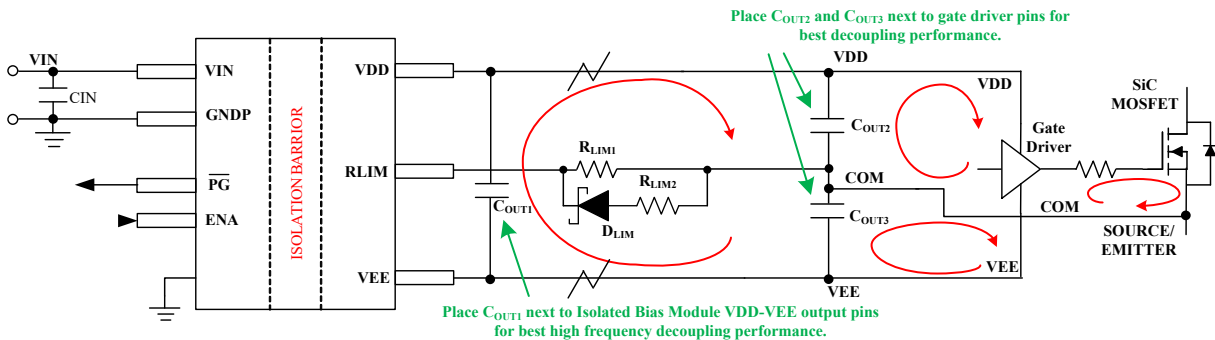 Place COUT2 and COUT3 next to gate driver pins for
best decoupling performance.
VIN
VIN
CIN
GNDP
PG
ENA
ISOLATION BARRIOR
VDD
RLIM
VEE
COUT1
RLIM1
RLIM2
DLIM
VDD
COUT2
COM
COUT3
VEE
VDD
Gate
Driver
VEE
COM
SiC
MOSFET
SOURCE/
EMITTER
Place COUT1 next to Isolated Bias Module VDD-VEE output pins
for best high frequency decoupling performance.